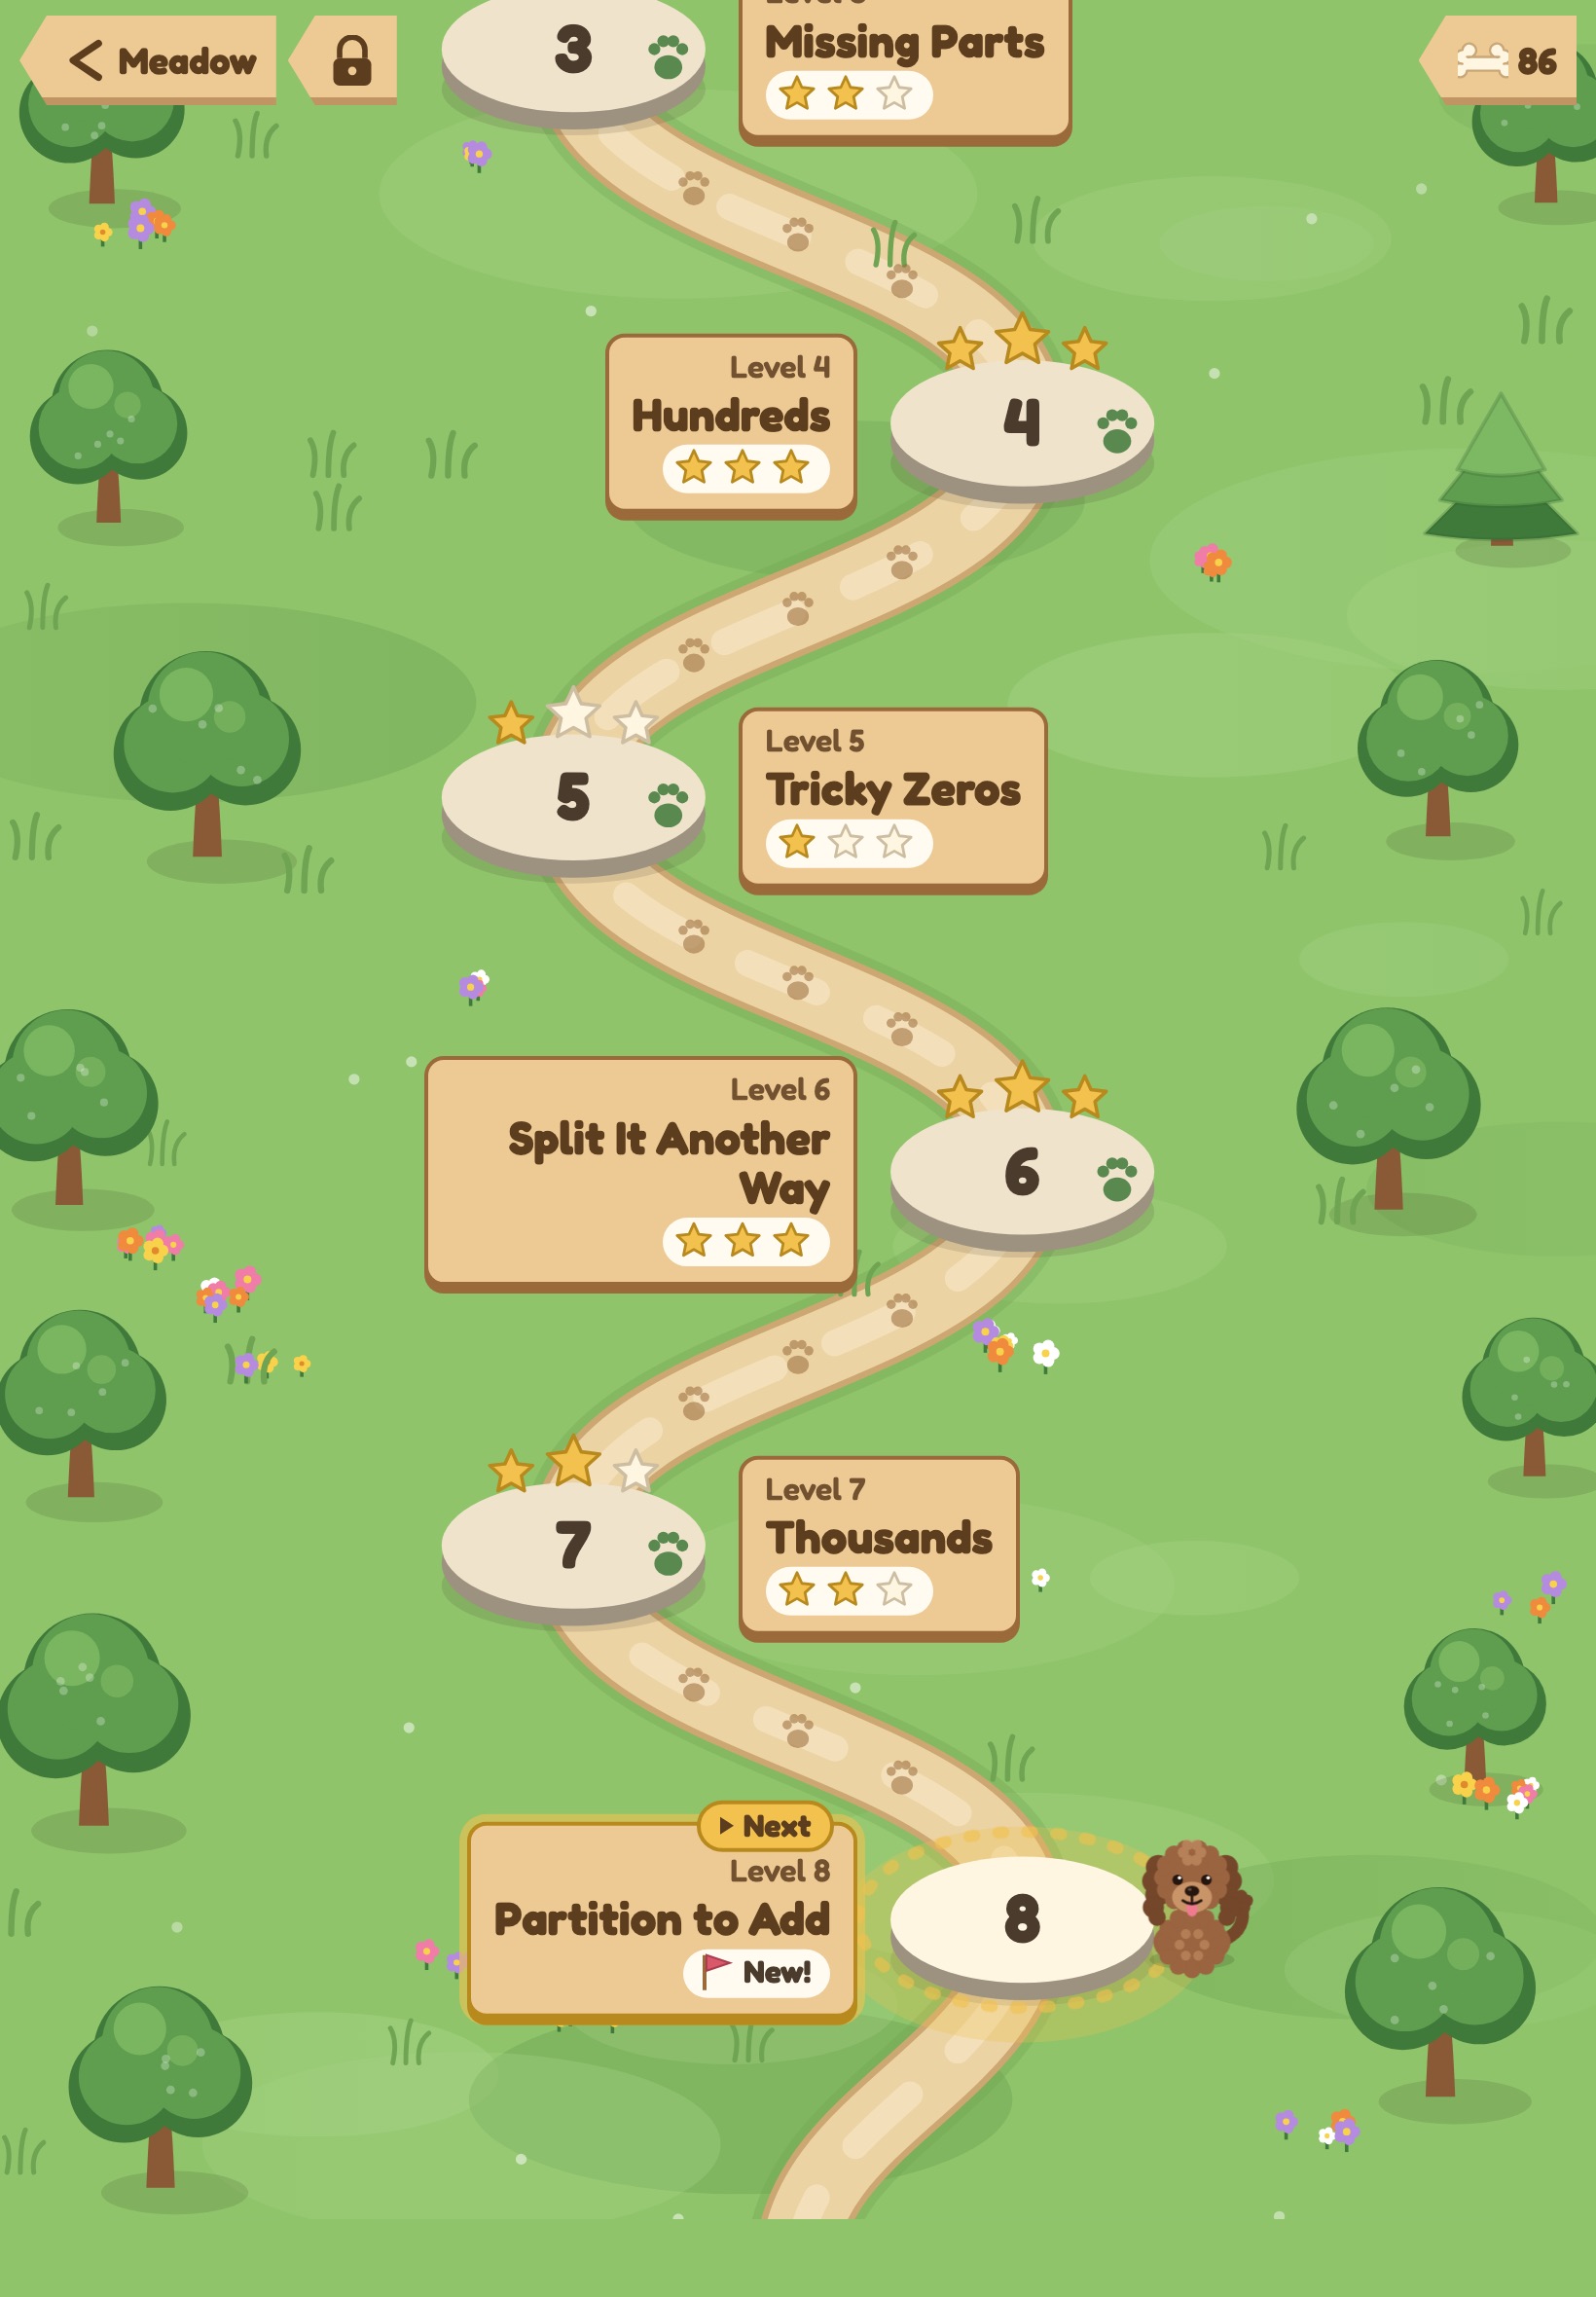 Meadow
86
3
Missing Parts
Level 4
Hundreds
4
5
Level 5
Tricky Zeros
Level 6
Split It Another
Way
6
7
Level 7
Thousands
Next
Level 8
Partition to Add
New!
8